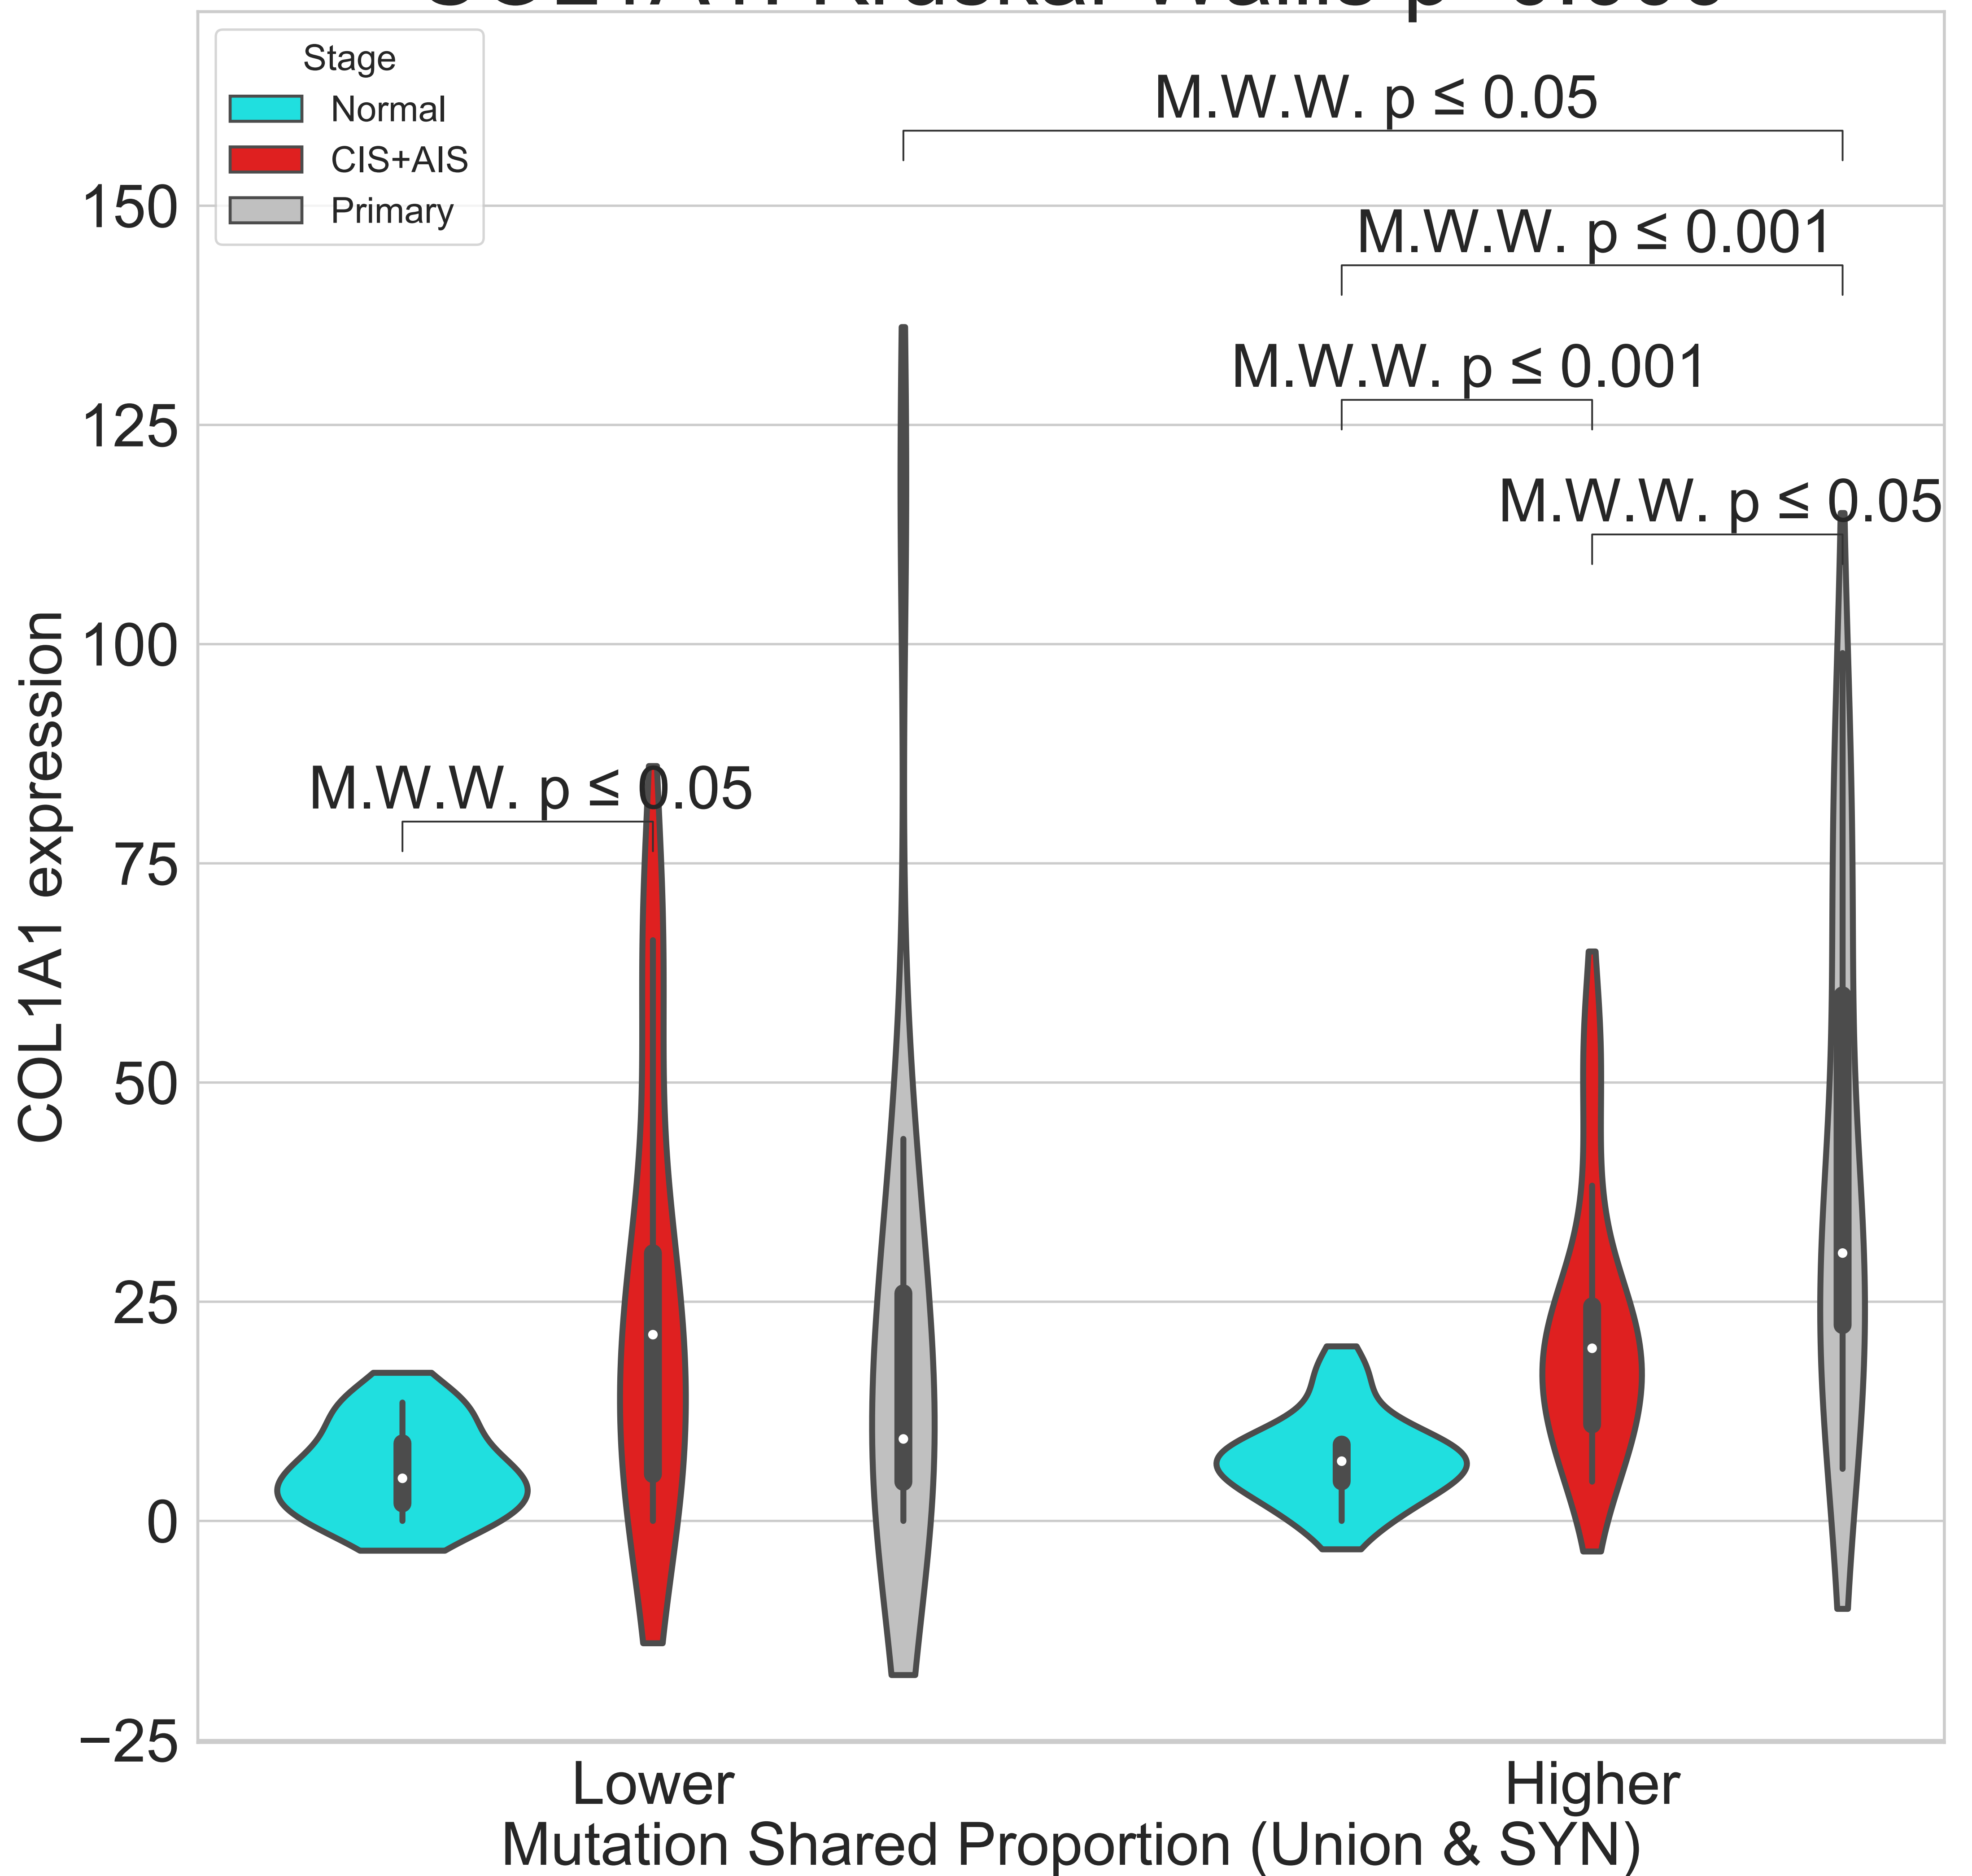 Stage
Normal
CIS+AIS
Primary
M.W.W. p ≤ 0.05
M.W.W. p ≤ 0.001
M.W.W. p ≤ 0.001
M.W.W. p ≤ 0.05
M.W.W. p ≤ 0.05
COL1A1 expression
150
125
100
75
50
25
0
−25
Lower
Higher
Mutation Shared Proportion (Union & SYN)